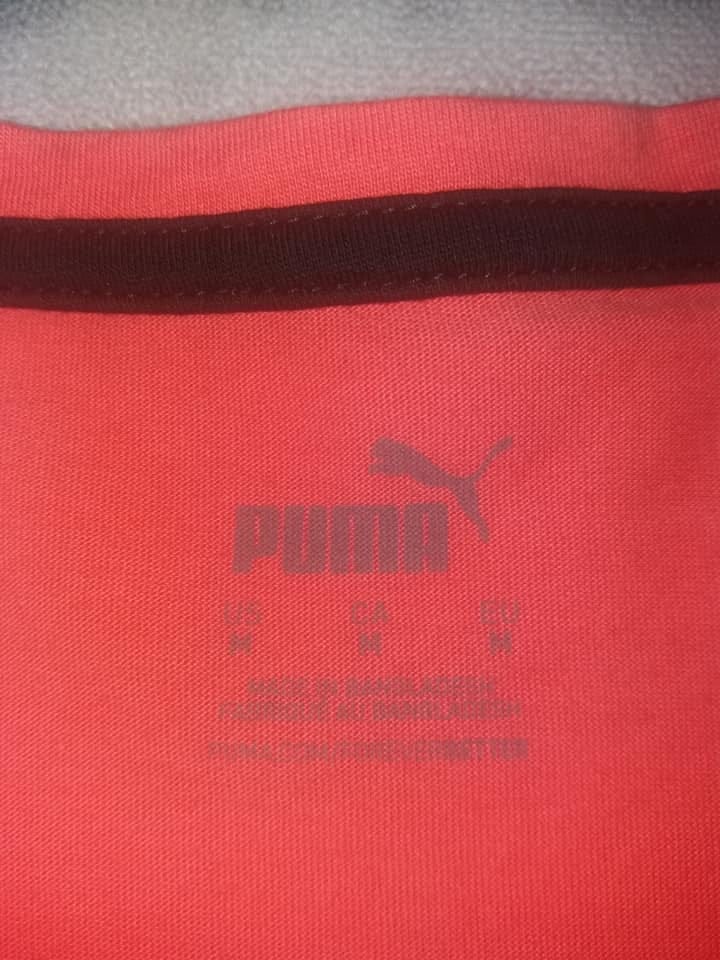 PUMA
US CA EU
M M M
MADE IN BANGLADESH
FABRIQUÉ AU BANGLADESH
PUMA.COM/FOREVERBETTER